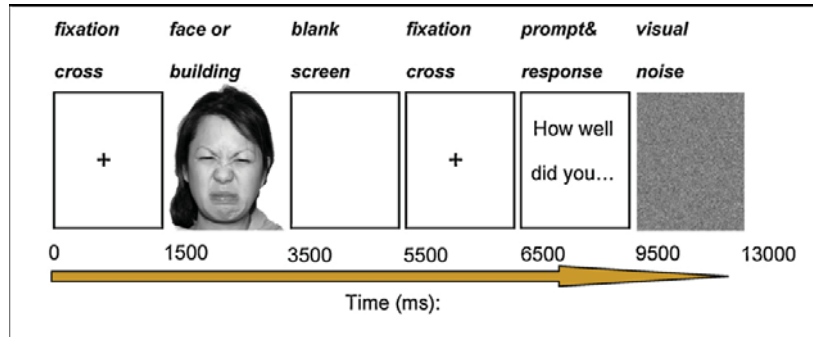 fixation face or blank fixation prompt& visual
cross building screen cross response noise
+ +
How well
did you...
0 1500 3500 5500 6500 9500 13000
Time (ms):